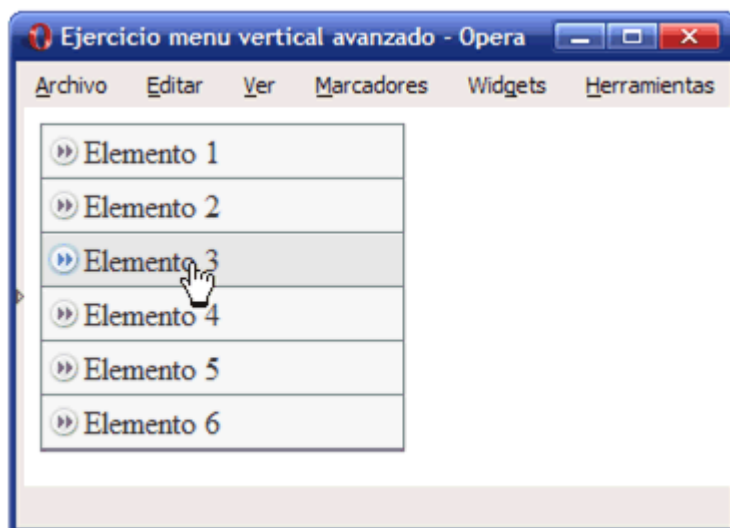 Ejercicio menu vertical avanzado - Opera
Archivo Editar Ver Marcadores Widgets Herramientas
Elemento 1
Elemento 2
Elemento 3
Elemento 4
Elemento 5
Elemento 6